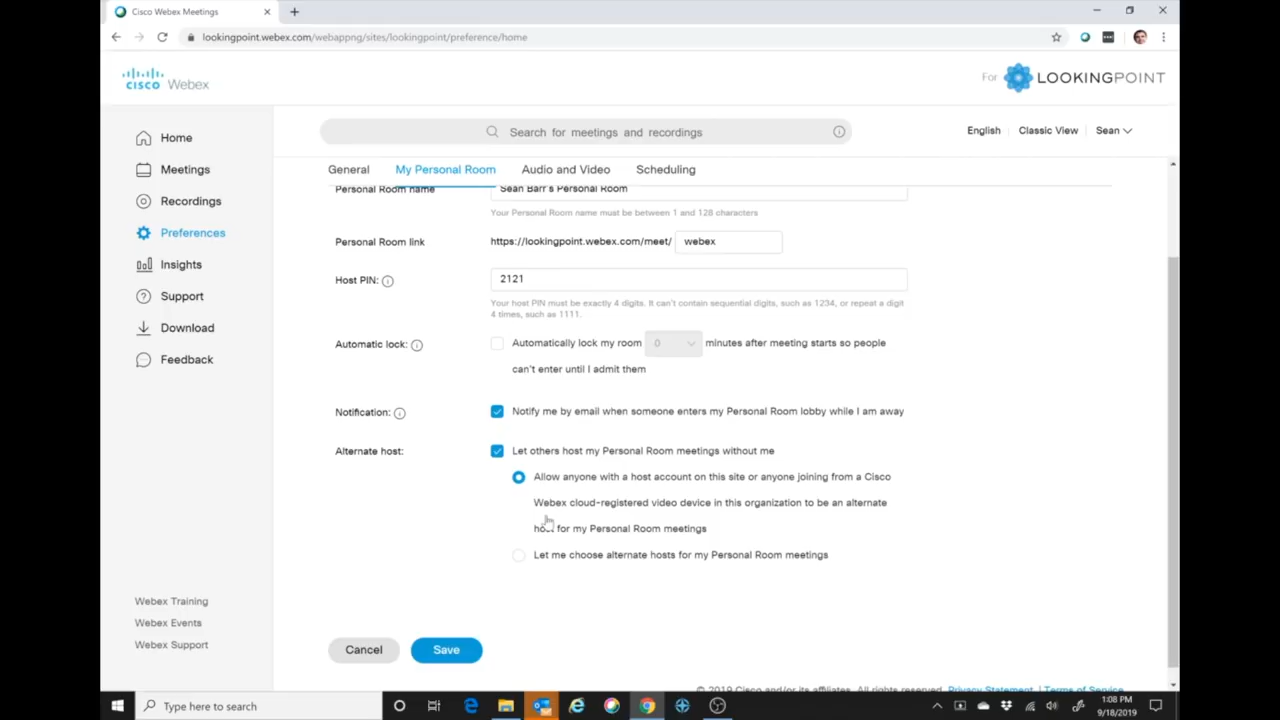 Cisco Webex Meetings
lookingpoint.webex.com/webappng/sites/lookingpoint/preference/home
CISCO Webex
For LOOKINGPOINT
Search for meetings and recordings
English Classic View Sean
Home
Meetings
Recordings
Preferences
Insights
Support
Download
Feedback
Webex Training
Webex Events
Webex Support
General My Personal Room Audio and Video Scheduling
Personal Room name Sean Barr's Personal Room
Your Personal Room name must be between 1 and 128 characters
Personal Room link https://lookingpoint.webex.com/meet/ webex
Host PIN: 2121
Your host PIN must be exactly 4 digits. It can't contain sequential digits, such as 1234, or repeat a digit
4 times, such as 1111.
Automatic lock: Automatically lock my room 0 minutes after meeting starts so people
can't enter until I admit them
Notification: Notify me by email when someone enters my Personal Room lobby while I am away
Alternate host: Let others host my Personal Room meetings without me
Allow anyone with a host account on this site or anyone joining from a Cisco
Webex cloud-registered video device in this organization to be an alternate
host for my Personal Room meetings
Let me choose alternate hosts for my Personal Room meetings
Cancel Save
© 2019 Cisco and/or its affiliates. All rights reserved. Privacy Statement | Terms of Service
Type here to search
1:08 PM
9/18/2019